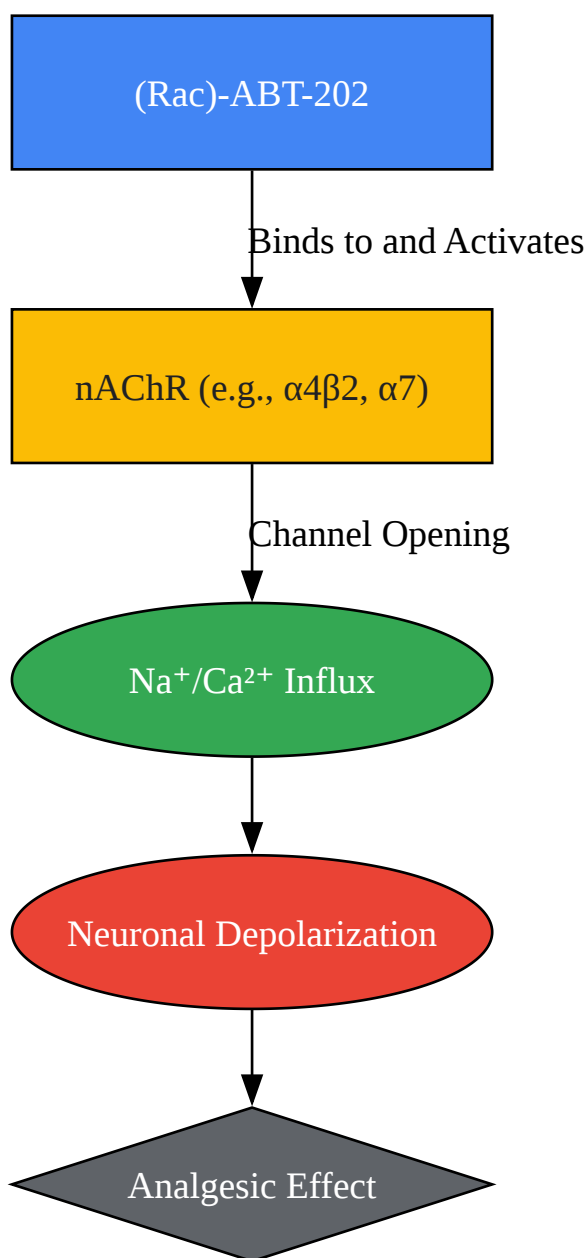 (Rac)-ABT-202
Binds to and Activates
nAChR (e.g., α4β2, α7)
Channel Opening
Na⁺/Ca²⁺ Influx
Neuronal Depolarization
Analgesic Effect